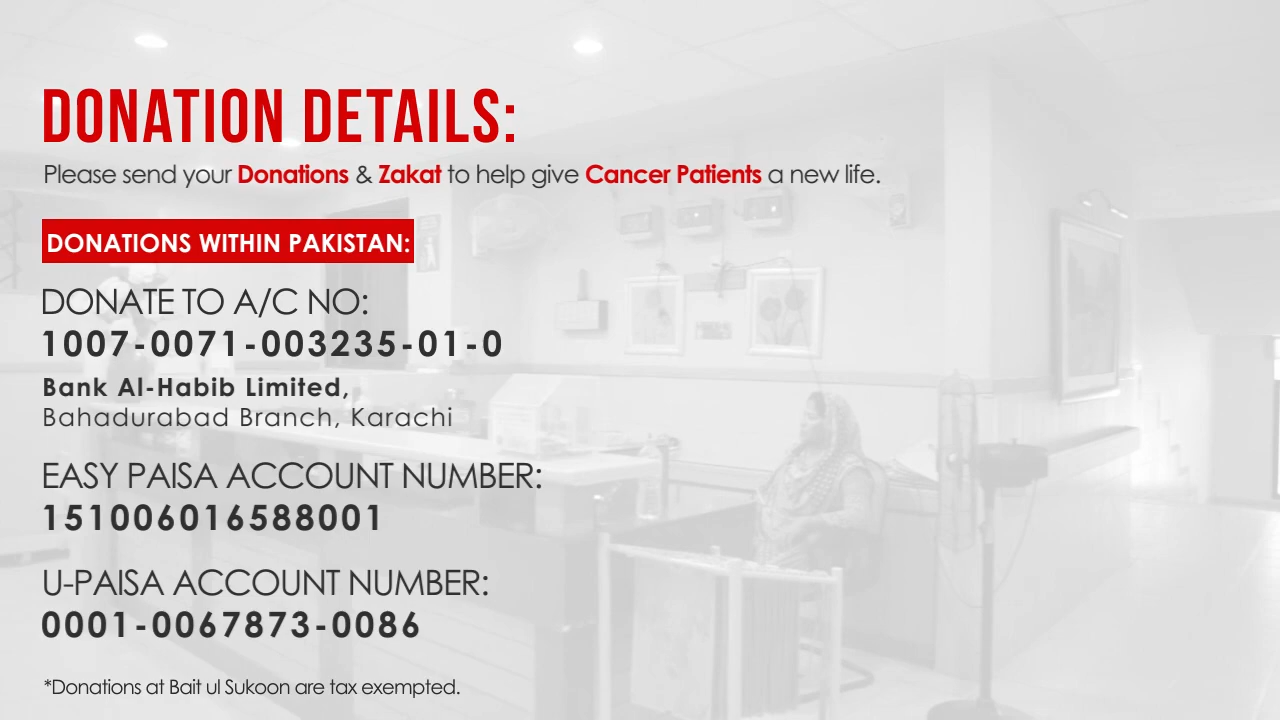 DONATION DETAILS:
Please send your Donations & Zakat to help give Cancer Patients a new life.
DONATIONS WITHIN PAKISTAN:
DONATE TO A/C NO:
1007-0071-003235-01-0
Bank Al-Habib Limited,
Bahadurabad Branch, Karachi
EASY PAISA ACCOUNT NUMBER:
151006016588001
U-PAISA ACCOUNT NUMBER:
0001-0067873-0086
*Donations at Bait ul Sukoon are tax exempted.